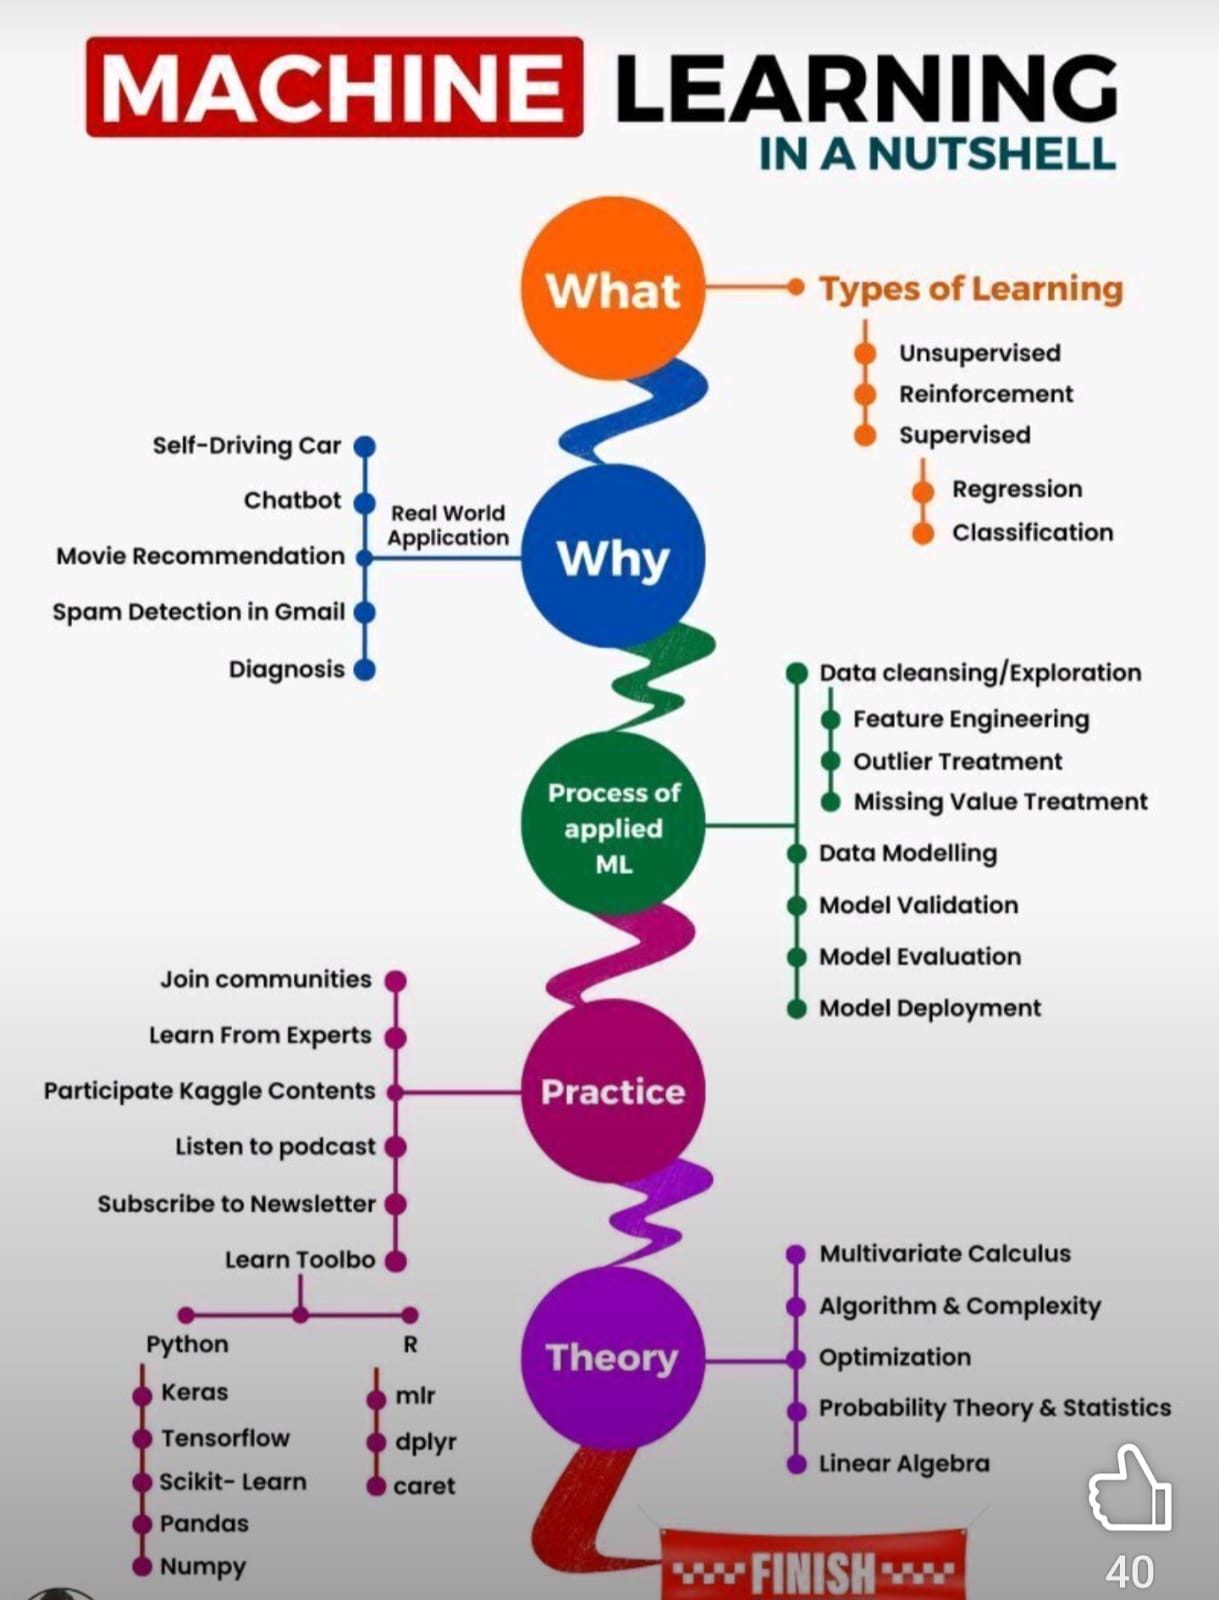 MACHINE LEARNING
IN A NUTSHELL
What
Types of Learning
Unsupervised
Reinforcement
Supervised
Regression
Classification
Self-Driving Car
Chatbot
Movie Recommendation
Spam Detection in Gmail
Diagnosis
Real World
Application
Why
Data cleansing/Exploration
Feature Engineering
Outlier Treatment
Missing Value Treatment
Data Modelling
Model Validation
Model Evaluation
Model Deployment
Process of
applied
ML
Join communities
Learn From Experts
Participate Kaggle Contents
Listen to podcast
Subscribe to Newsletter
Learn Toolbo
Practice
Python
Keras
Tensorflow
Scikit- Learn
Pandas
Numpy
R
mlr
dplyr
caret
Theory
Multivariate Calculus
Algorithm & Complexity
Optimization
Probability Theory & Statistics
Linear Algebra
FINISH
40